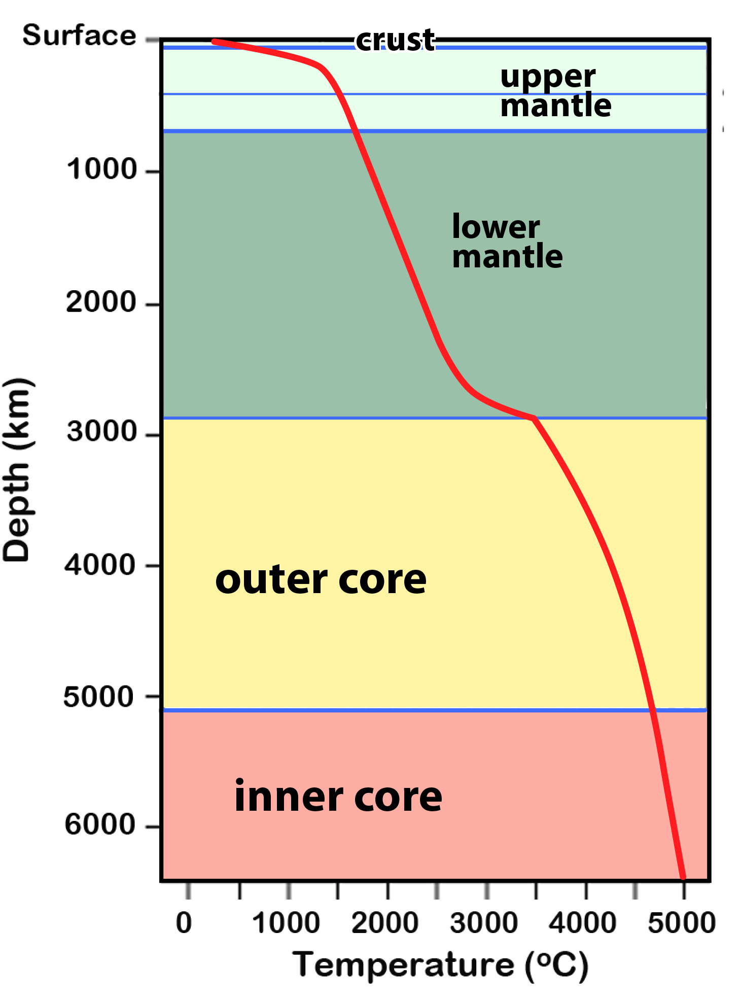 Surface
crust
upper
mantle
1000
lower
mantle
2000
3000
Depth (km)
4000
outer core
5000
inner core
6000
0 1000 2000 3000 4000 5000
Temperature (ºC)